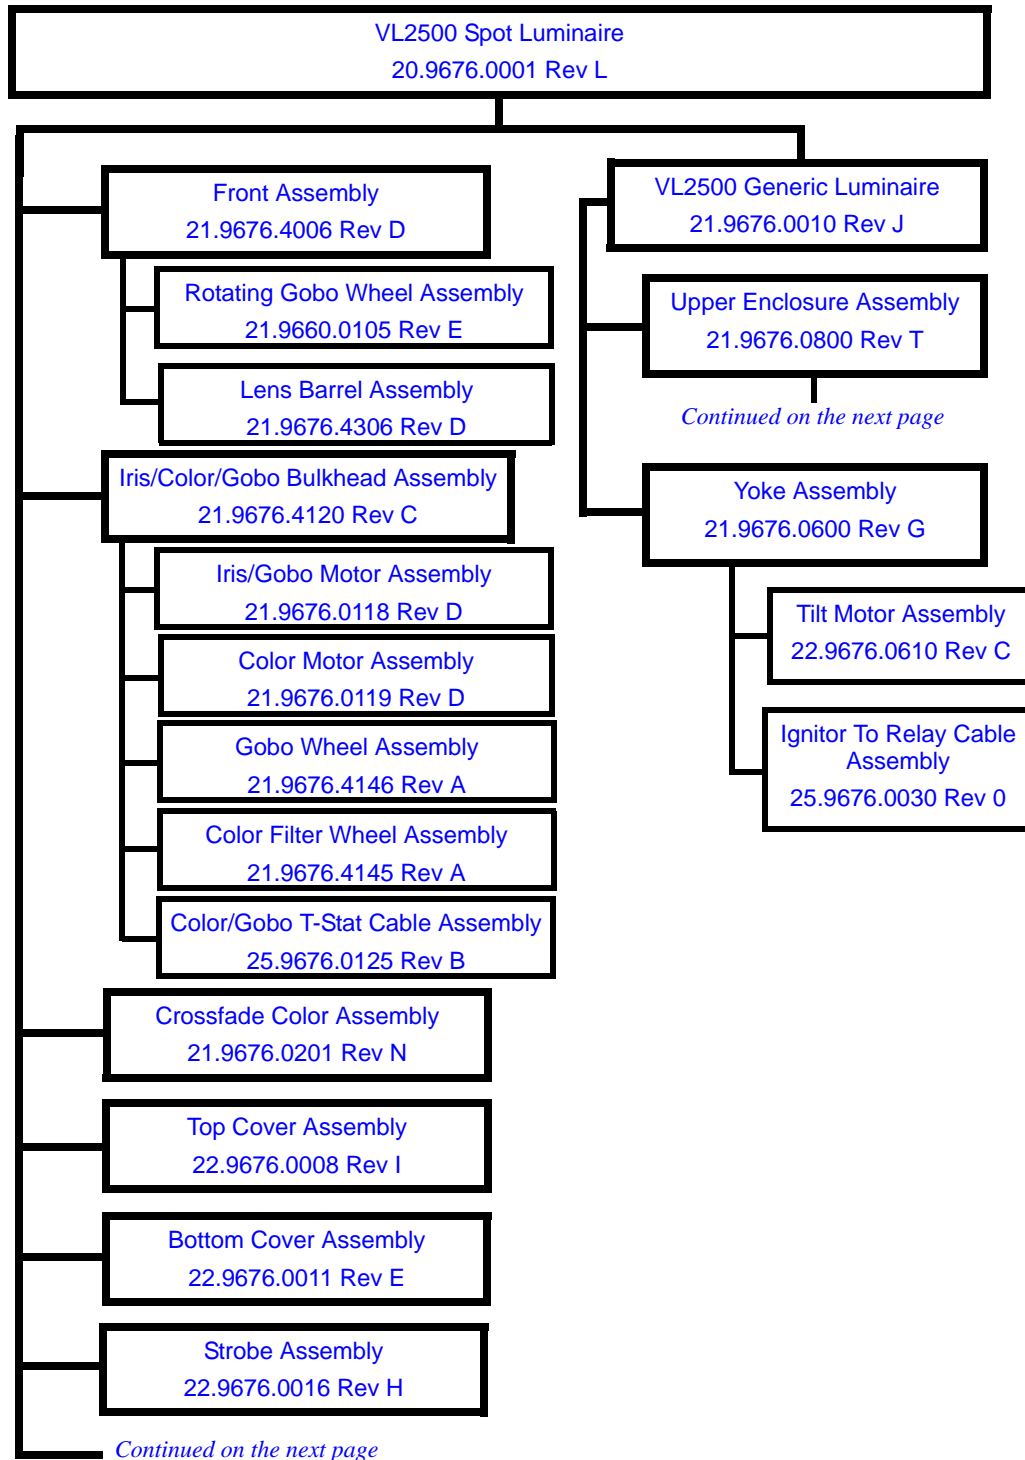 VL2500 Spot Luminaire
20.9676.0001 Rev L
Front Assembly
21.9676.4006 Rev D
Rotating Gobo Wheel Assembly
21.9660.0105 Rev E
Lens Barrel Assembly
21.9676.4306 Rev D
Iris/Color/Gobo Bulkhead Assembly
21.9676.4120 Rev C
Iris/Gobo Motor Assembly
21.9676.0118 Rev D
Color Motor Assembly
21.9676.0119 Rev D
Gobo Wheel Assembly
21.9676.4146 Rev A
Color Filter Wheel Assembly
21.9676.4145 Rev A
Color/Gobo T-Stat Cable Assembly
25.9676.0125 Rev B
Crossfade Color Assembly
21.9676.0201 Rev N
Top Cover Assembly
22.9676.0008 Rev I
Bottom Cover Assembly
22.9676.0011 Rev E
Strobe Assembly
22.9676.0016 Rev H
Continued on the next page
VL2500 Generic Luminaire
21.9676.0010 Rev J
Upper Enclosure Assembly
21.9676.0800 Rev T
Continued on the next page
Yoke Assembly
21.9676.0600 Rev G
Tilt Motor Assembly
22.9676.0610 Rev C
Ignitor To Relay Cable
Assembly
25.9676.0030 Rev 0